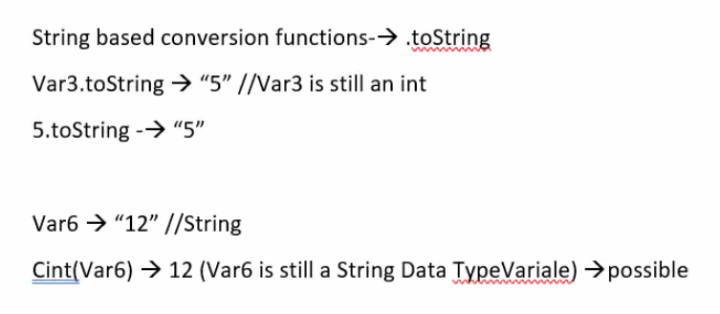 String based conversion functions-→ .toString
Var3.toString → “5” //Var3 is still an int
5.toString -→ “5”
Var6 → “12” //String
Cint(Var6) → 12 (Var6 is still a String Data TypeVariale) →possible